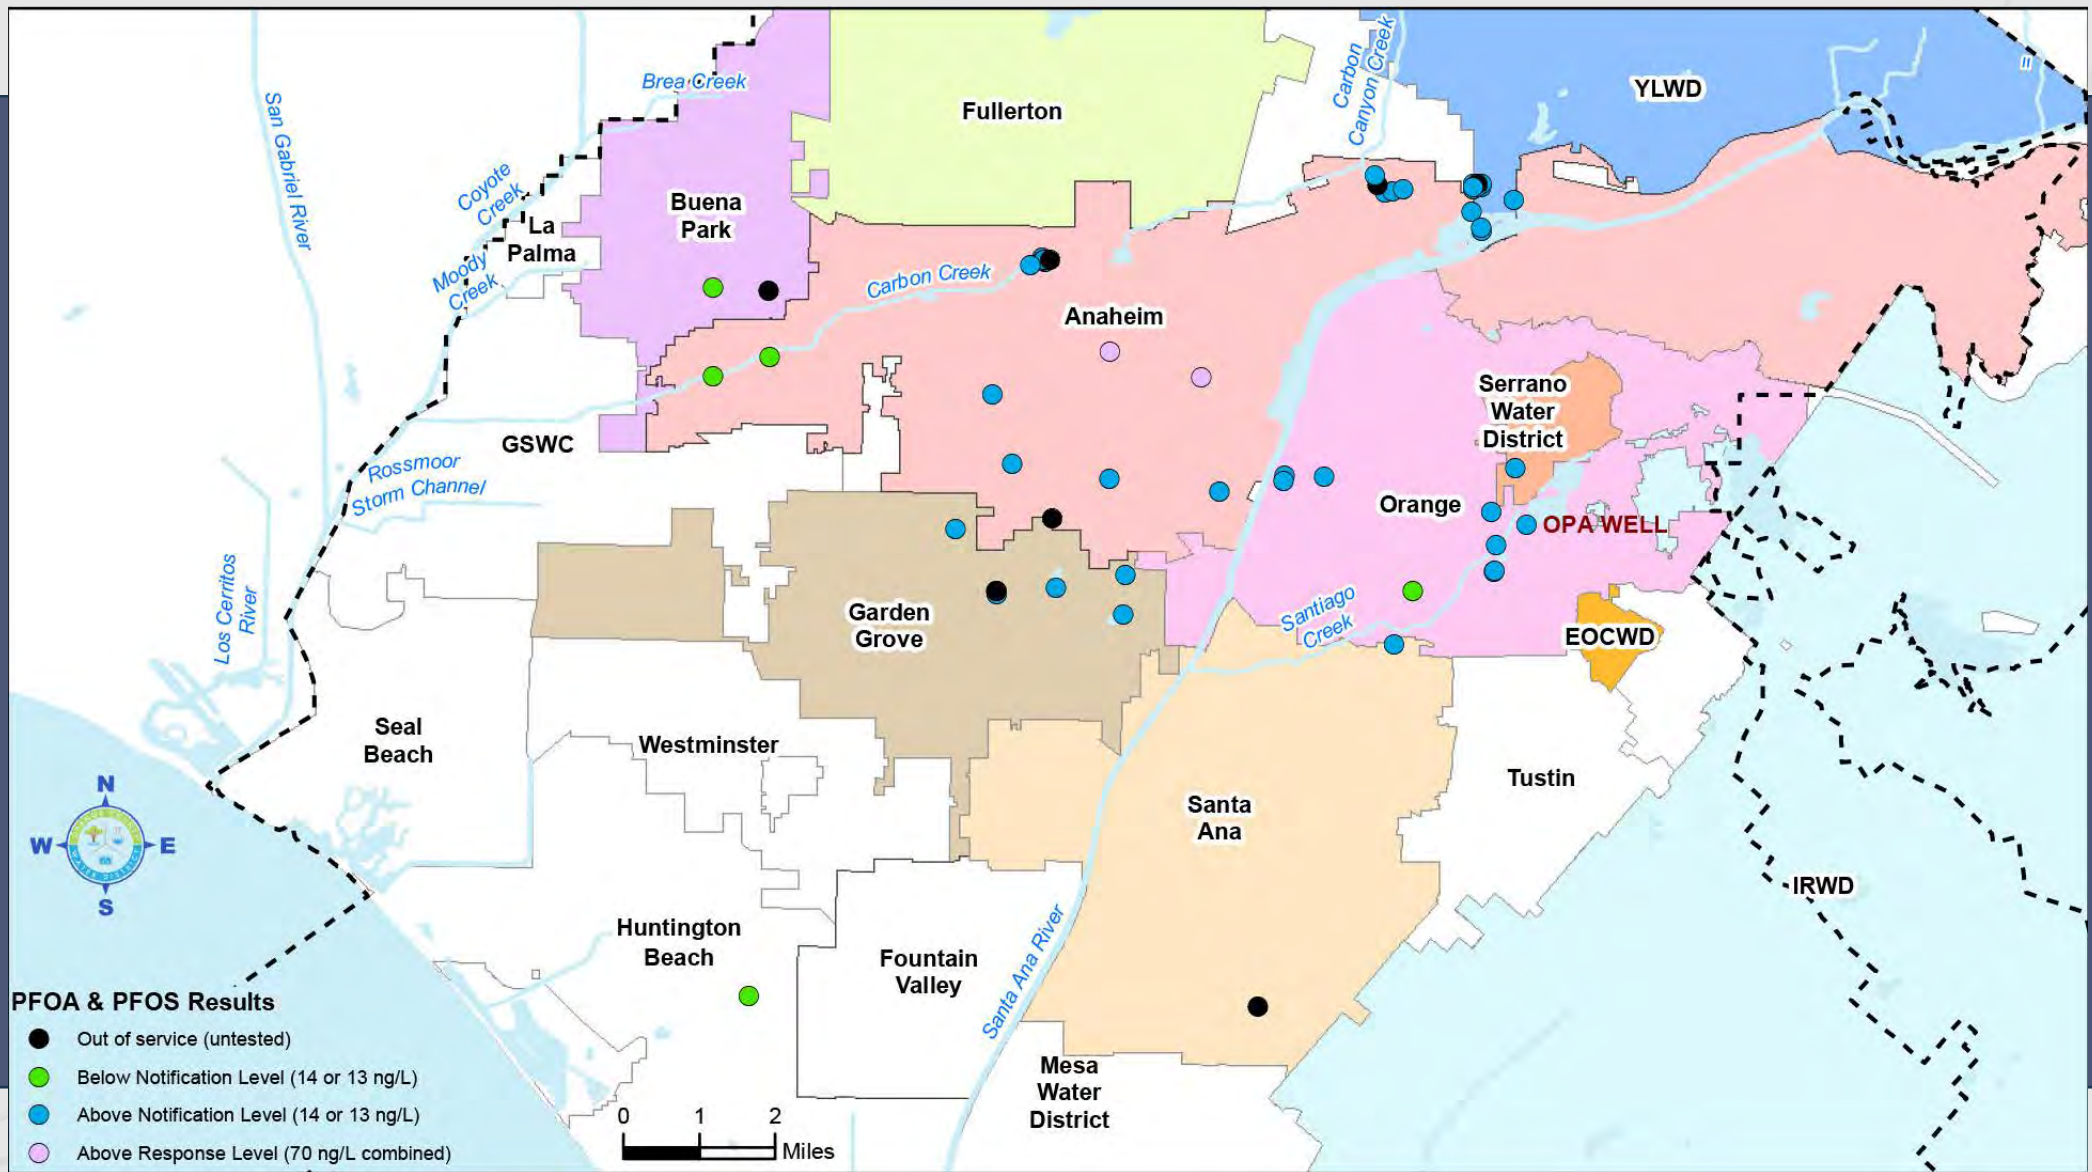 Brea Creek
Carbon
Canyon Creek
YLWD
Fullerton
San Gabriel River
Coyote
Creek
La
Palma
Buena
Park
Moody
Creek
Carbon Creek
Anaheim
Serrano
Water
District
GSWC
Rossmoor
Storm Channel
Orange
OPA WELL
Los Cerritos
River
Garden
Grove
Santiago
Creek
EOCWD
Seal
Beach
Westminster
Tustin
Santa
Ana
N
W
E
S
IRWD
Huntington
Beach
Fountain
Valley
Santa Ana River
Mesa
Water
District
PFOA & PFOS Results
Out of service (untested)
Below Notification Level (14 or 13 ng/L)
Above Notification Level (14 or 13 ng/L)
Above Response Level (70 ng/L combined)
0 1 2
Miles